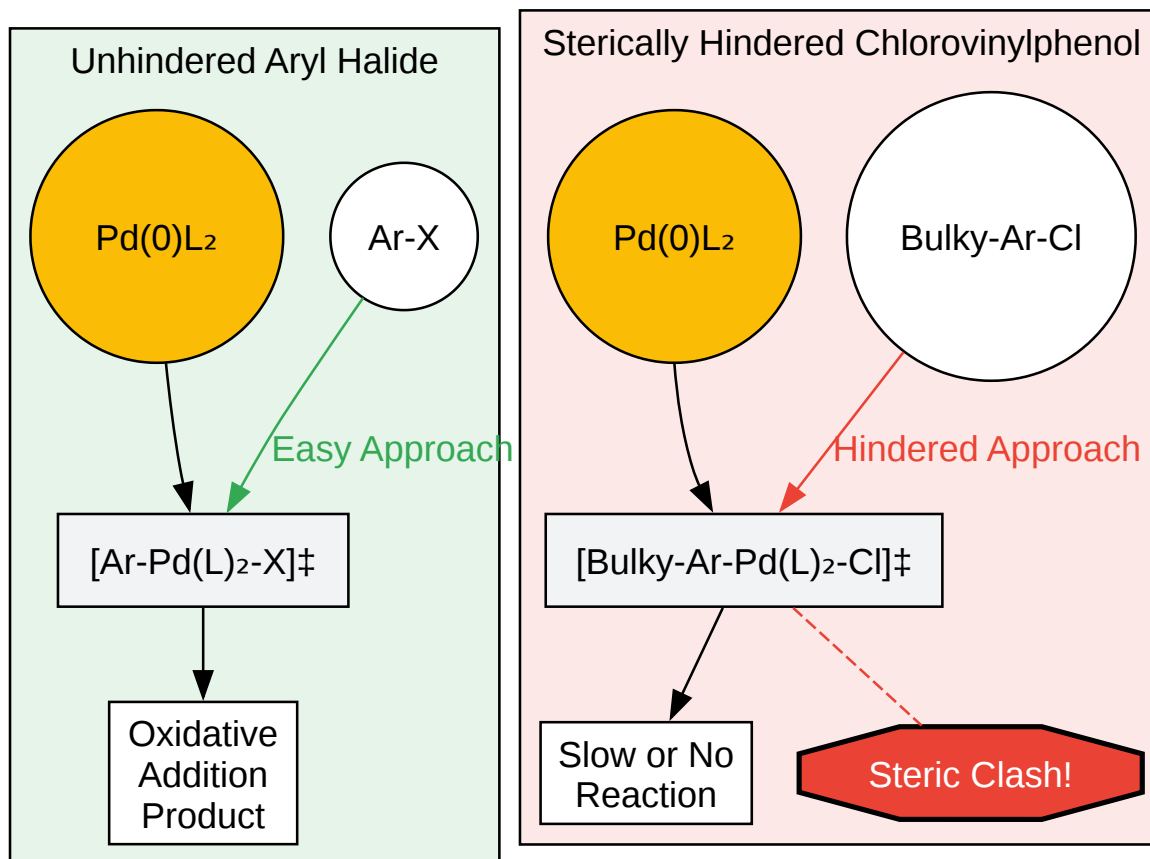 Unhindered Aryl Halide
Pd(0)L₂
Ar-X
Easy Approach
[Ar-Pd(L)₂-X]‡
Oxidative
Addition
Product
Sterically Hindered Chlorovinylphenol
Pd(0)L₂
Bulky-Ar-Cl
Hindered Approach
[Bulky-Ar-Pd(L)₂-Cl]‡
Slow or No
Reaction
Steric Clash!